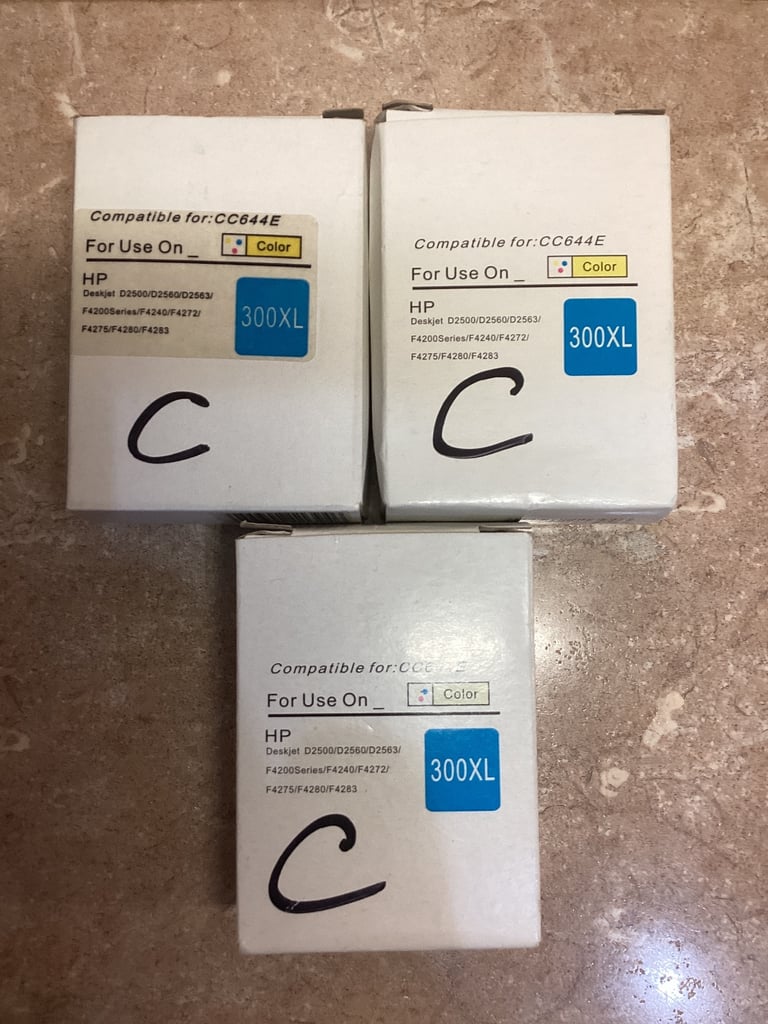 Compatible for:CC644E
For Use On _ Color
HP
Deskjet D2500/D2560/D2563/
F4200Series/F4240/F4272/
F4275/F4280/F4283
300XL
C
Compatible for:CC644E
For Use On _ Color
HP
Deskjet D2500/D2560/D2563/
F4200Series/F4240/F4272/
F4275/F4280/F4283
300XL
C
Compatible for:CC644E
For Use On _ Color
HP
Deskjet D2500/D2560/D2563/
F4200Series/F4240/F4272/
F4275/F4280/F4283
300XL
C